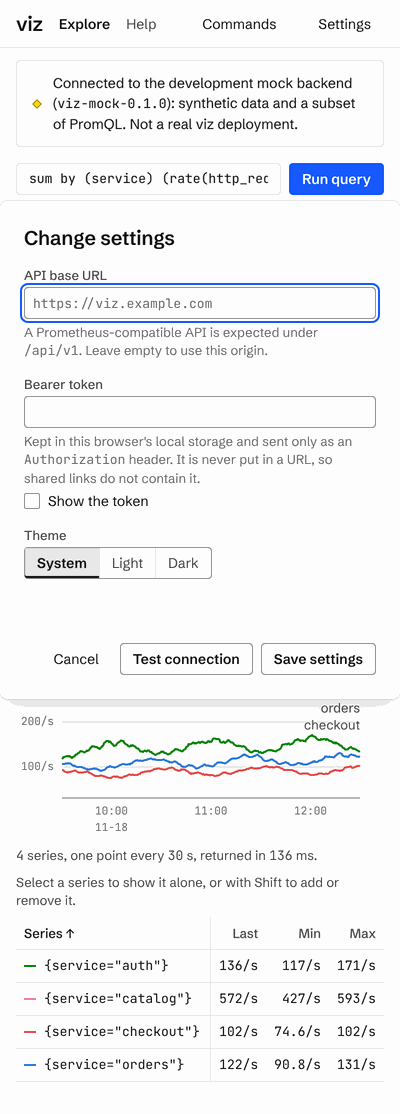 viz Explore Help Commands Settings
Connected to the development mock backend
(viz-mock-0.1.0): synthetic data and a subset
of PromQL. Not a real viz deployment.
sum by (service) (rate(http_rec Run query
Change settings
API base URL
https://viz.example.com
A Prometheus-compatible API is expected under
/api/v1. Leave empty to use this origin.
Bearer token
Kept in this browser's local storage and sent only as an
Authorization header. It is never put in a URL, so
shared links do not contain it.
Show the token
Theme
System Light Dark
Cancel Test connection Save settings
orders
200/s
checkout
100/s
10:00 11:00 12:00
11-18
4 series, one point every 30 s, returned in 136 ms.
Select a series to show it alone, or with Shift to add or
remove it.
Series ↑ Last Min Max
{service="auth"} 136/s 117/s 171/s
{service="catalog"} 572/s 427/s 593/s
{service="checkout"} 102/s 74.6/s 102/s
{service="orders"} 122/s 90.8/s 131/s